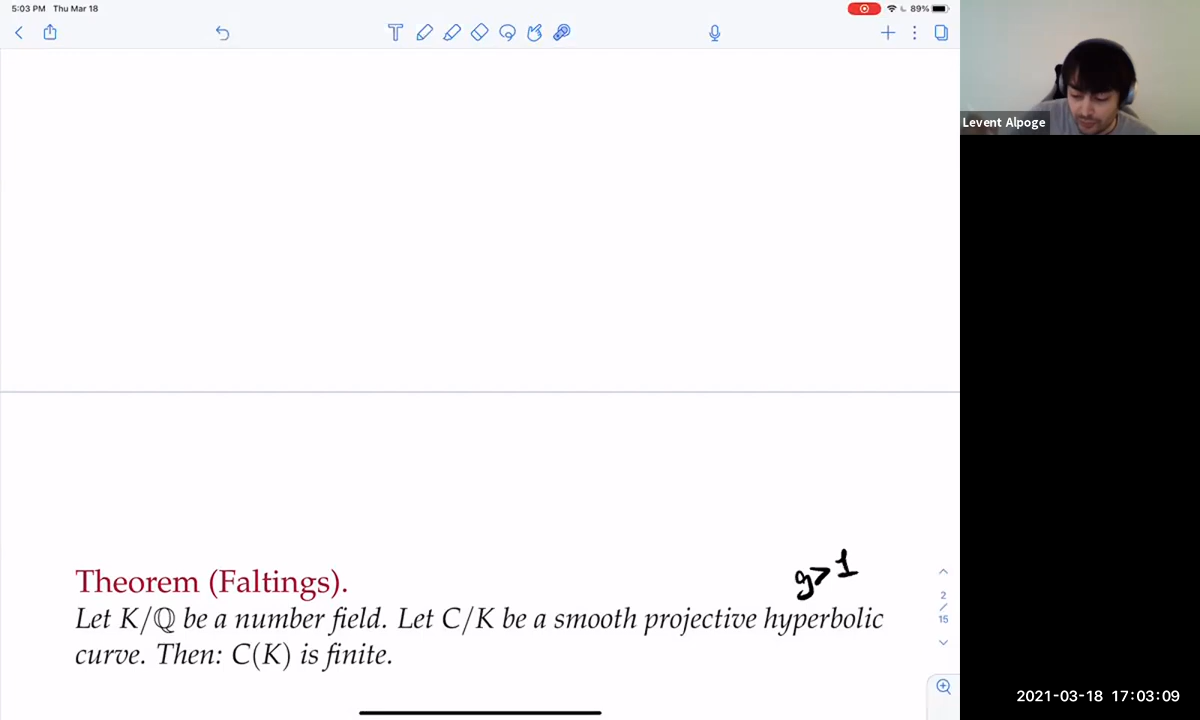 5:03 PM Thu Mar 18
89%
T
Levent Alpoge
g>1
Theorem (Faltings).
Let K/ℚ be a number field. Let C/K be a smooth projective hyperbolic
curve. Then: C(K) is finite.
2
/
15
2021-03-18 17:03:09